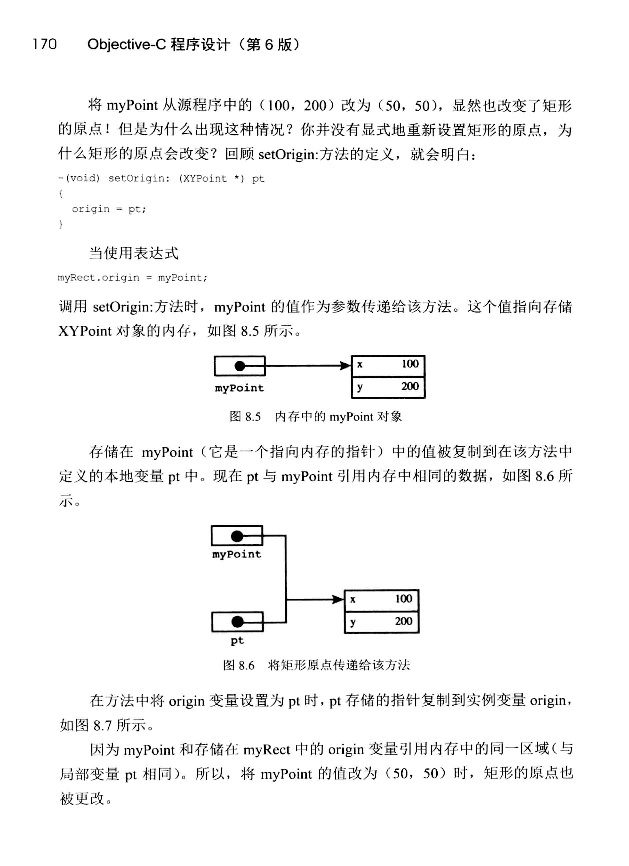 170 Objective-C 程序设计（第 6 版）
将 myPoint 从源程序中的（100，200）改为（50，50），显然也改变了矩形
的原点！但是为什么出现这种情况？你并没有显式地重新设置矩形的原点，为
什么矩形的原点会改变？回顾 setOrigin:方法的定义，就会明白：
-(void) setOrigin: (XYPoint *) pt
{
origin = pt;
}
当使用表达式
myRect.origin = myPoint;
调用 setOrigin:方法时，myPoint 的值作为参数传递给该方法。这个值指向存储
XYPoint 对象的内存，如图 8.5 所示。
x 100
myPoint y 200
图 8.5 内存中的 myPoint 对象
存储在 myPoint（它是一个指向内存的指针）中的值被复制到在该方法中
定义的本地变量 pt 中。现在 pt 与 myPoint 引用内存中相同的数据，如图 8.6 所
示。
myPoint
x 100
y 200
pt
图 8.6 将矩形原点传递给该方法
在方法中将 origin 变量设置为 pt 时，pt 存储的指针复制到实例变量 origin，
如图 8.7 所示。
因为 myPoint 和存储在 myRect 中的 origin 变量引用内存中的同一区域（与
局部变量 pt 相同）。所以，将 myPoint 的值改为（50，50）时，矩形的原点也
被更改。